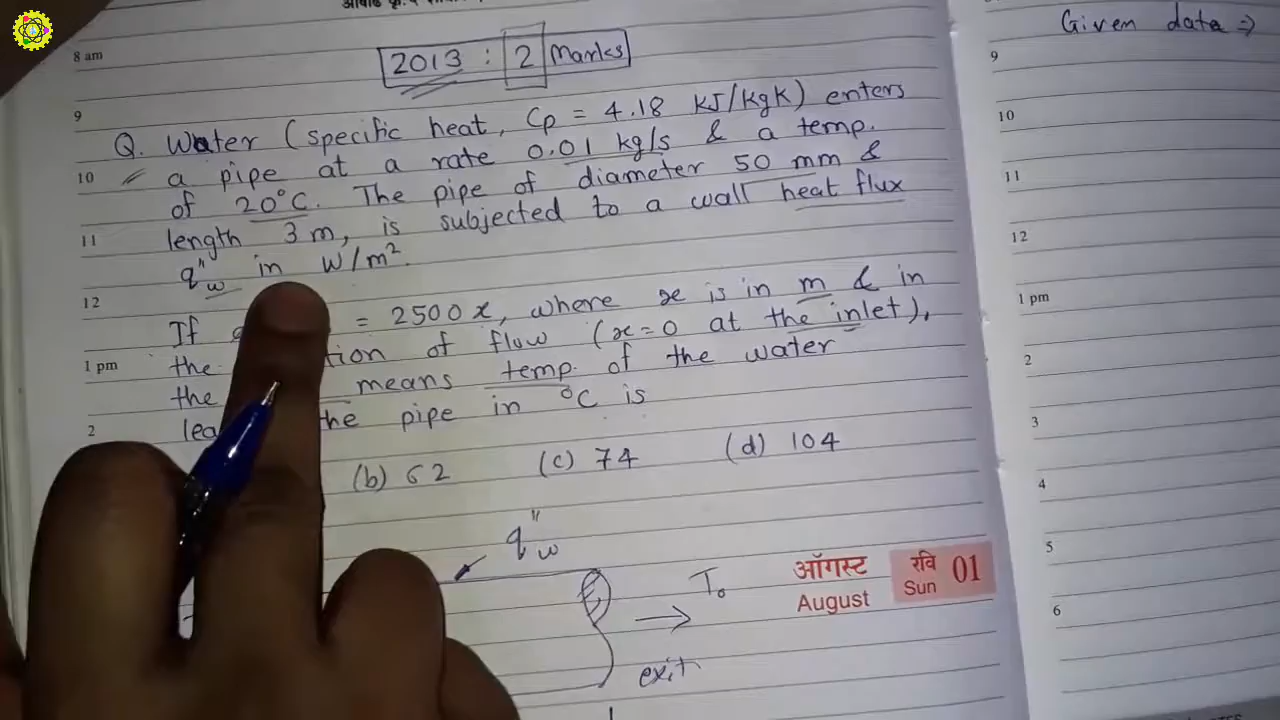 2013 : 2 Marks
Given data ⇒
Q. Water (specific heat, Cp = 4.18 kJ/kgK) enters
a pipe at a rate 0.01 kg/s & a temp.
of 20°C. The pipe of diameter 50 mm &
length 3 m, is subjected to a wall heat flux
q"w in W/m².
If = 2500 x, where x is in m & in
the tion of flow (x=0 at the inlet),
the means temp. of the water
lea the pipe in °C is
(b) 62 (c) 74 (d) 104
q"w
To
exit
ऑगस्ट रवि 01
August Sun
8 am
9
10
11
12
1 pm
2
9
10
11
12
1 pm
2
3
4
5
6